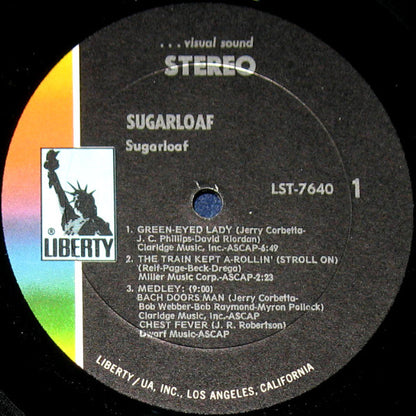 ...visual sound
STEREO
SUGARLOAF
Sugarloaf
LST-7640 1
® LIBERTY
1. GREEN-EYED LADY (Jerry Corbetta-
J. C. Phillips-David Riordan)
Claridge Music, Inc.-ASCAP-6:49
2. THE TRAIN KEPT A-ROLLIN' (STROLL ON)
(Relf-Page-Beck-Drega)
Miller Music Corp.-ASCAP-2:23
3. MEDLEY: (9:00)
BACH DOORS MAN (Jerry Corbetta-
Bob Webber-Bob Raymond-Myron Pollock)
Claridge Music, Inc.-ASCAP
CHEST FEVER (J. R. Robertson)
Dwarf Music-ASCAP
LIBERTY/UA, INC., LOS ANGELES, CALIFORNIA